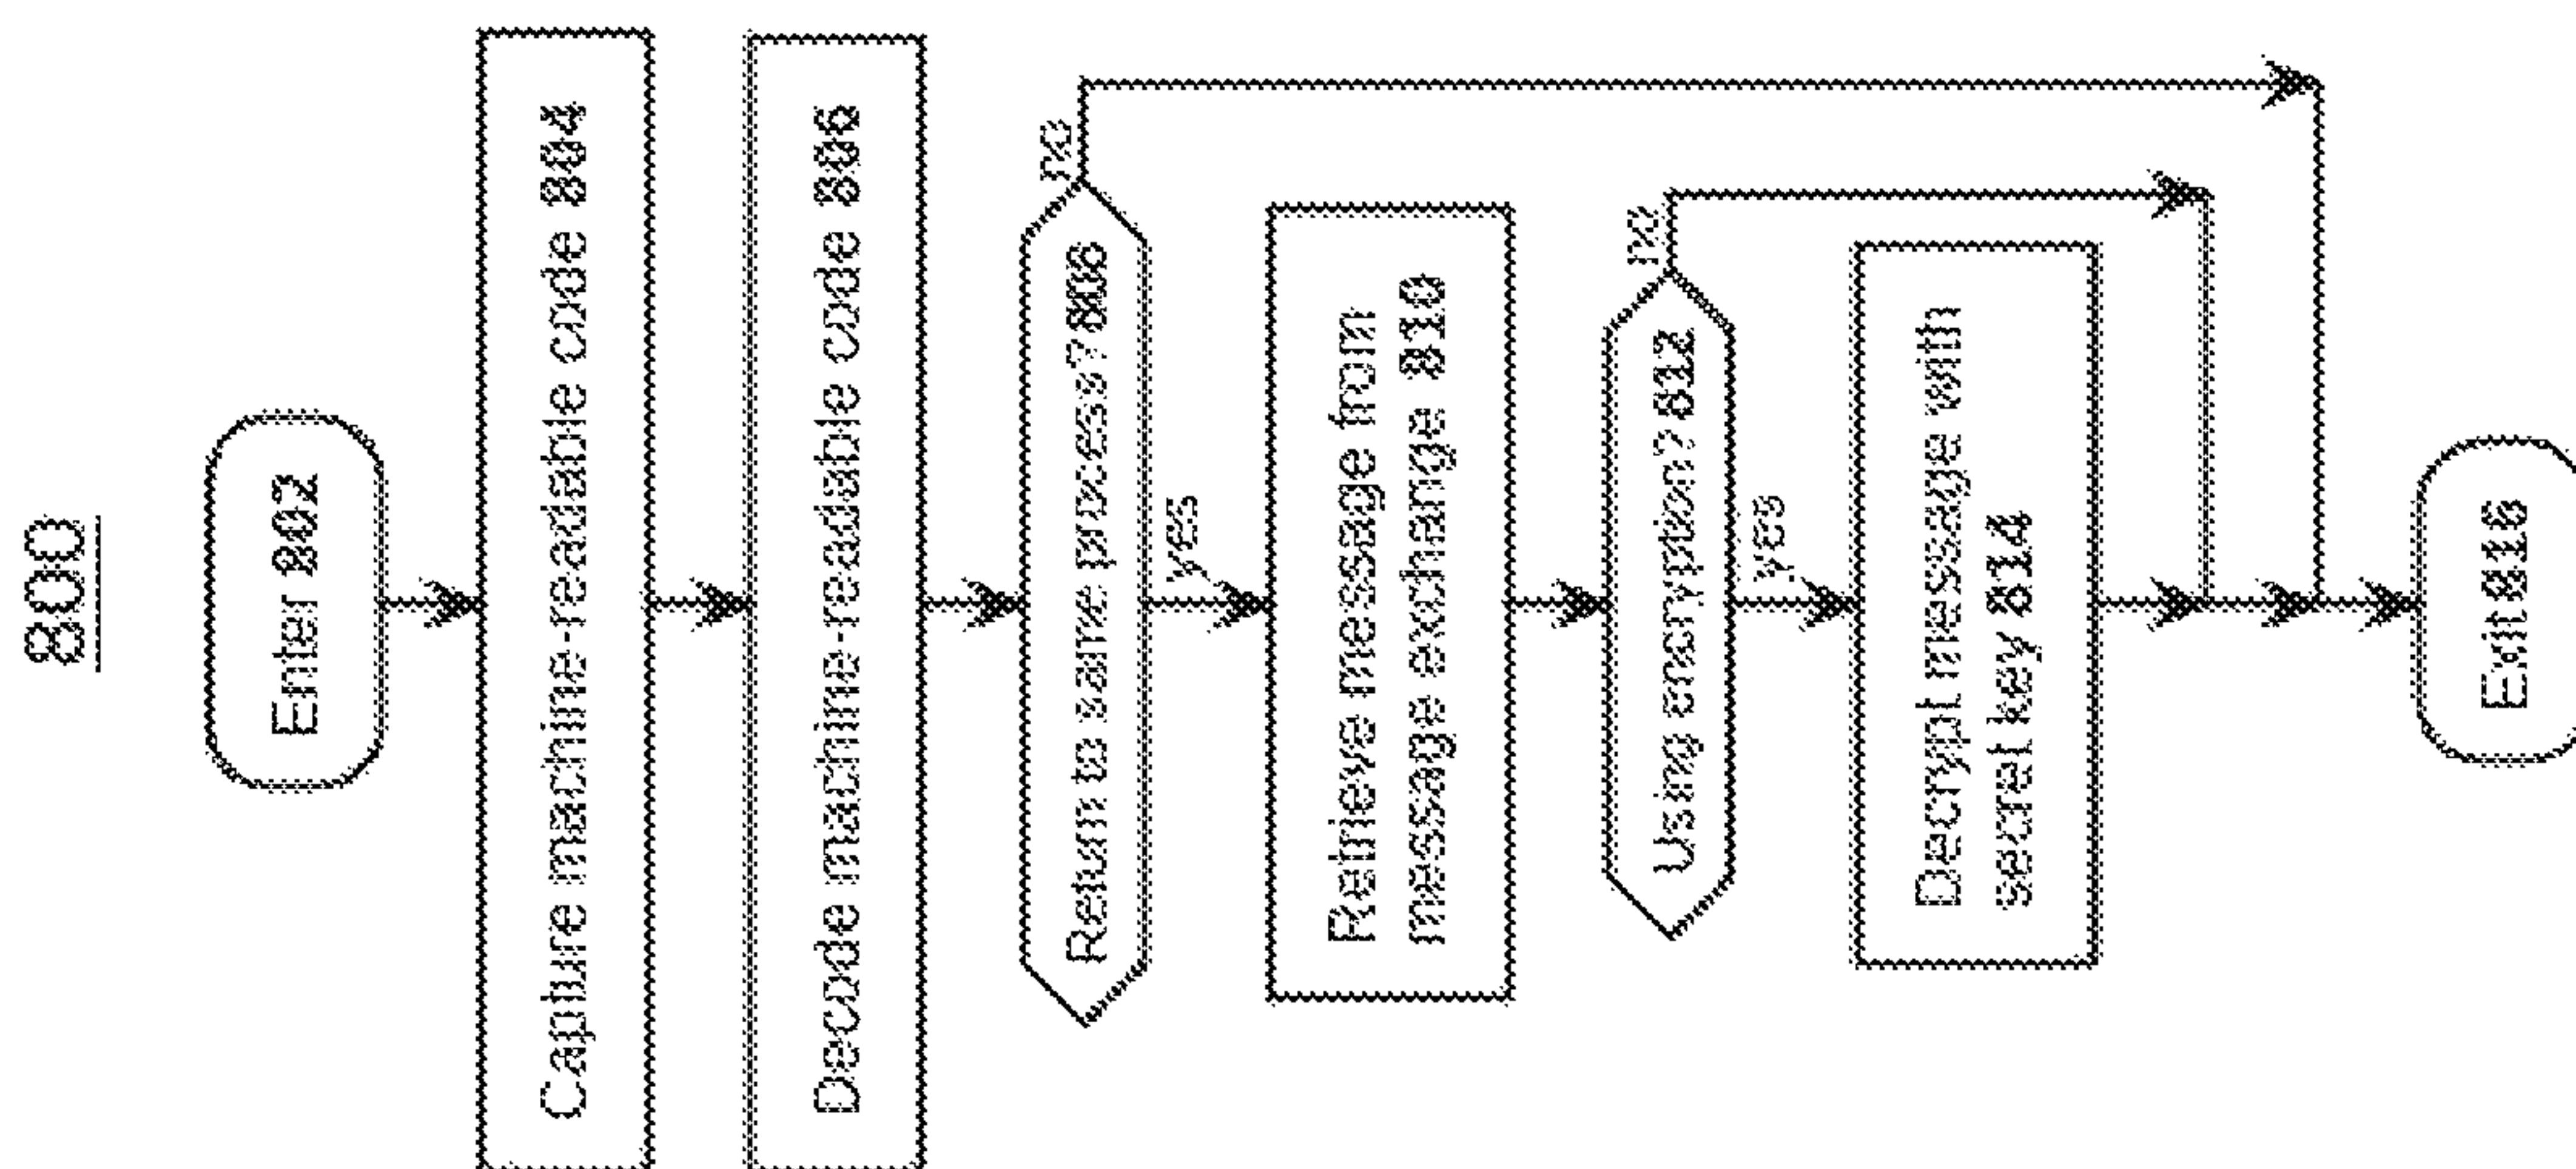 800
Enter 802
Capture machine-readable code 804
Decode machine-readable code 806
Return to same process? 808
no
yes
Retrieve message from
message exchange 810
Using encryption? 812
no
yes
Decrypt message with
secret key 814
Exit 816